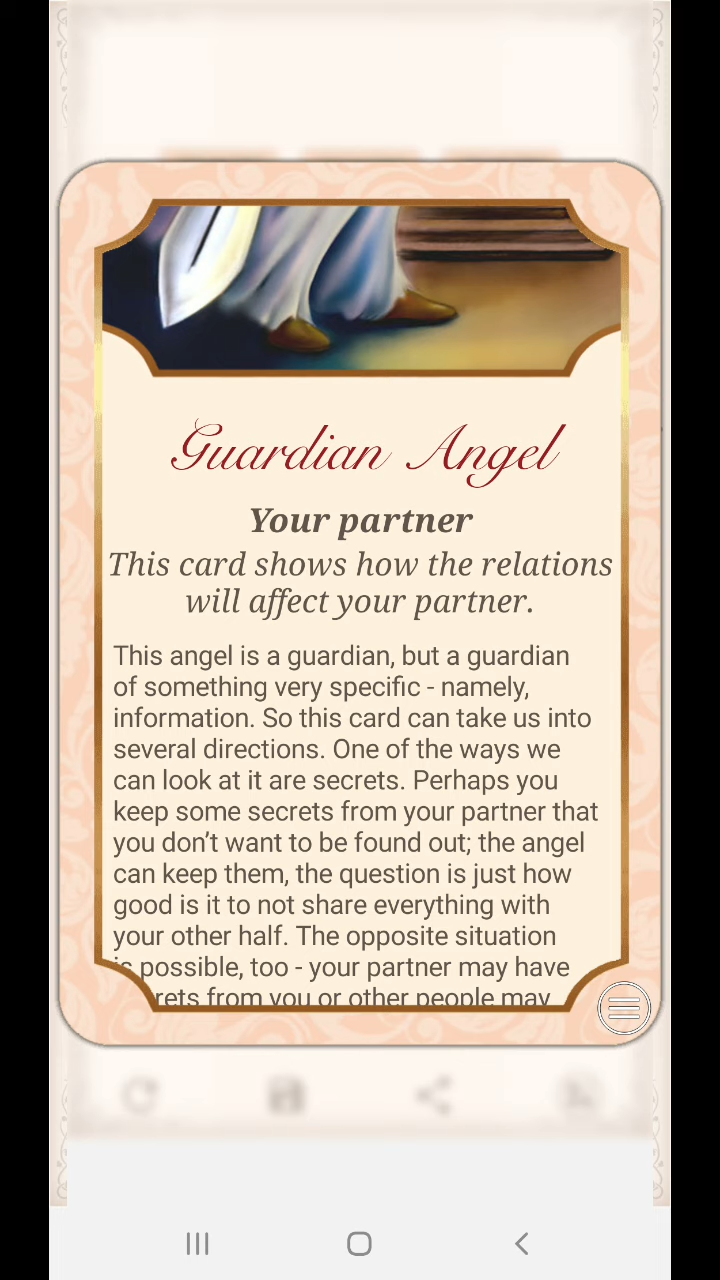 Guardian Angel
Your partner
This card shows how the relations
will affect your partner.
This angel is a guardian, but a guardian
of something very specific - namely,
information. So this card can take us into
several directions. One of the ways we
can look at it are secrets. Perhaps you
keep some secrets from your partner that
you don’t want to be found out; the angel
can keep them, the question is just how
good is it to not share everything with
your other half. The opposite situation
is possible, too - your partner may have
from you or other people may